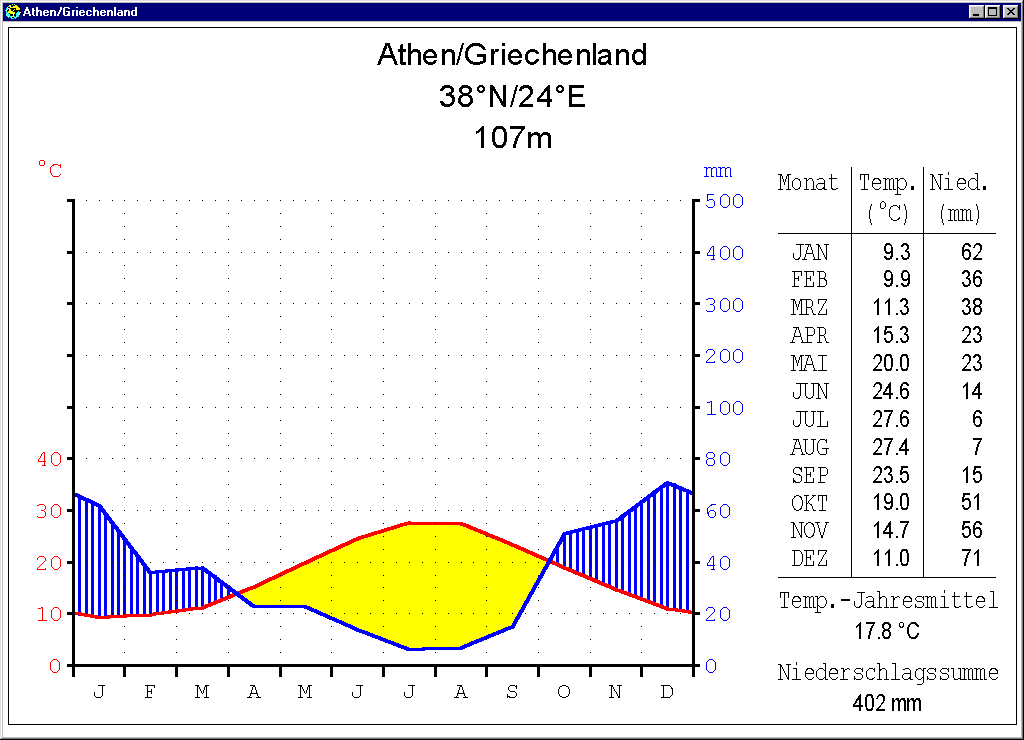 Athen/Griechenland
Athen/Griechenland
38°N/24°E
107m
°C
mm
500
400
300
200
100
40 80
30 60
20 40
10 20
0 0
J F M A M J J A S O N D
Monat Temp. Nied.
(°C) (mm)
JAN 9.3 62
FEB 9.9 36
MRZ 11.3 38
APR 15.3 23
MAI 20.0 23
JUN 24.6 14
JUL 27.6 6
AUG 27.4 7
SEP 23.5 15
OKT 19.0 51
NOV 14.7 56
DEZ 11.0 71
Temp.-Jahresmittel
17.8 °C
Niederschlagssumme
402 mm